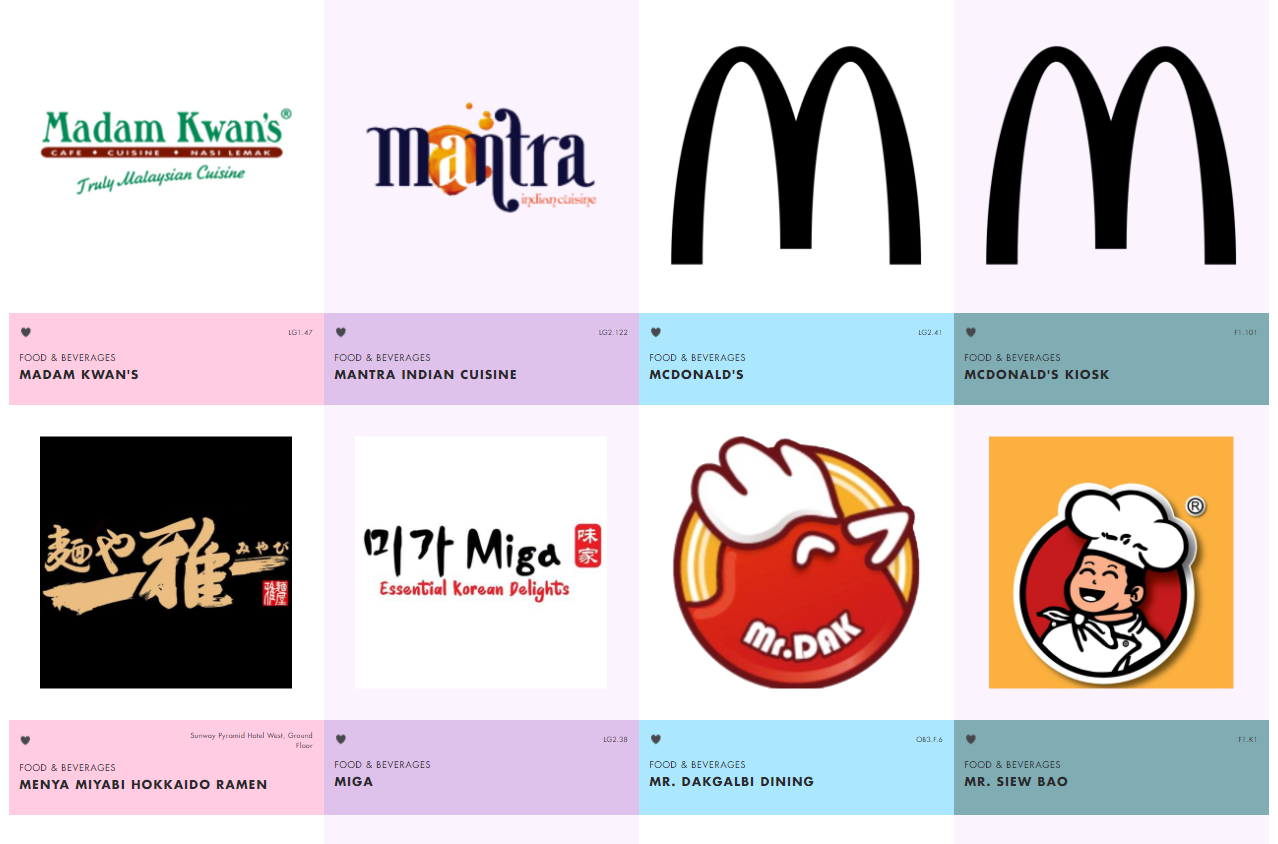 Madam Kwan's®
CAFE • CUISINE • NASI LEMAK
Truly Malaysian Cuisine
mantra
indian cuisine
LG1.47
FOOD & BEVERAGES
MADAM KWAN'S
LG2.122
FOOD & BEVERAGES
MANTRA INDIAN CUISINE
LG2.41
FOOD & BEVERAGES
MCDONALD'S
F1.101
FOOD & BEVERAGES
MCDONALD'S KIOSK
麺や雅
みやび
雅麺屋
미가 Miga
味家
Essential Korean Delights
Mr.DAK
®
Sunway Pyramid Hotel West, Ground
Floor
FOOD & BEVERAGES
MENYA MIYABI HOKKAIDO RAMEN
LG2.38
FOOD & BEVERAGES
MIGA
OB3.F.6
FOOD & BEVERAGES
MR. DAKGALBI DINING
F1.K1
FOOD & BEVERAGES
MR. SIEW BAO